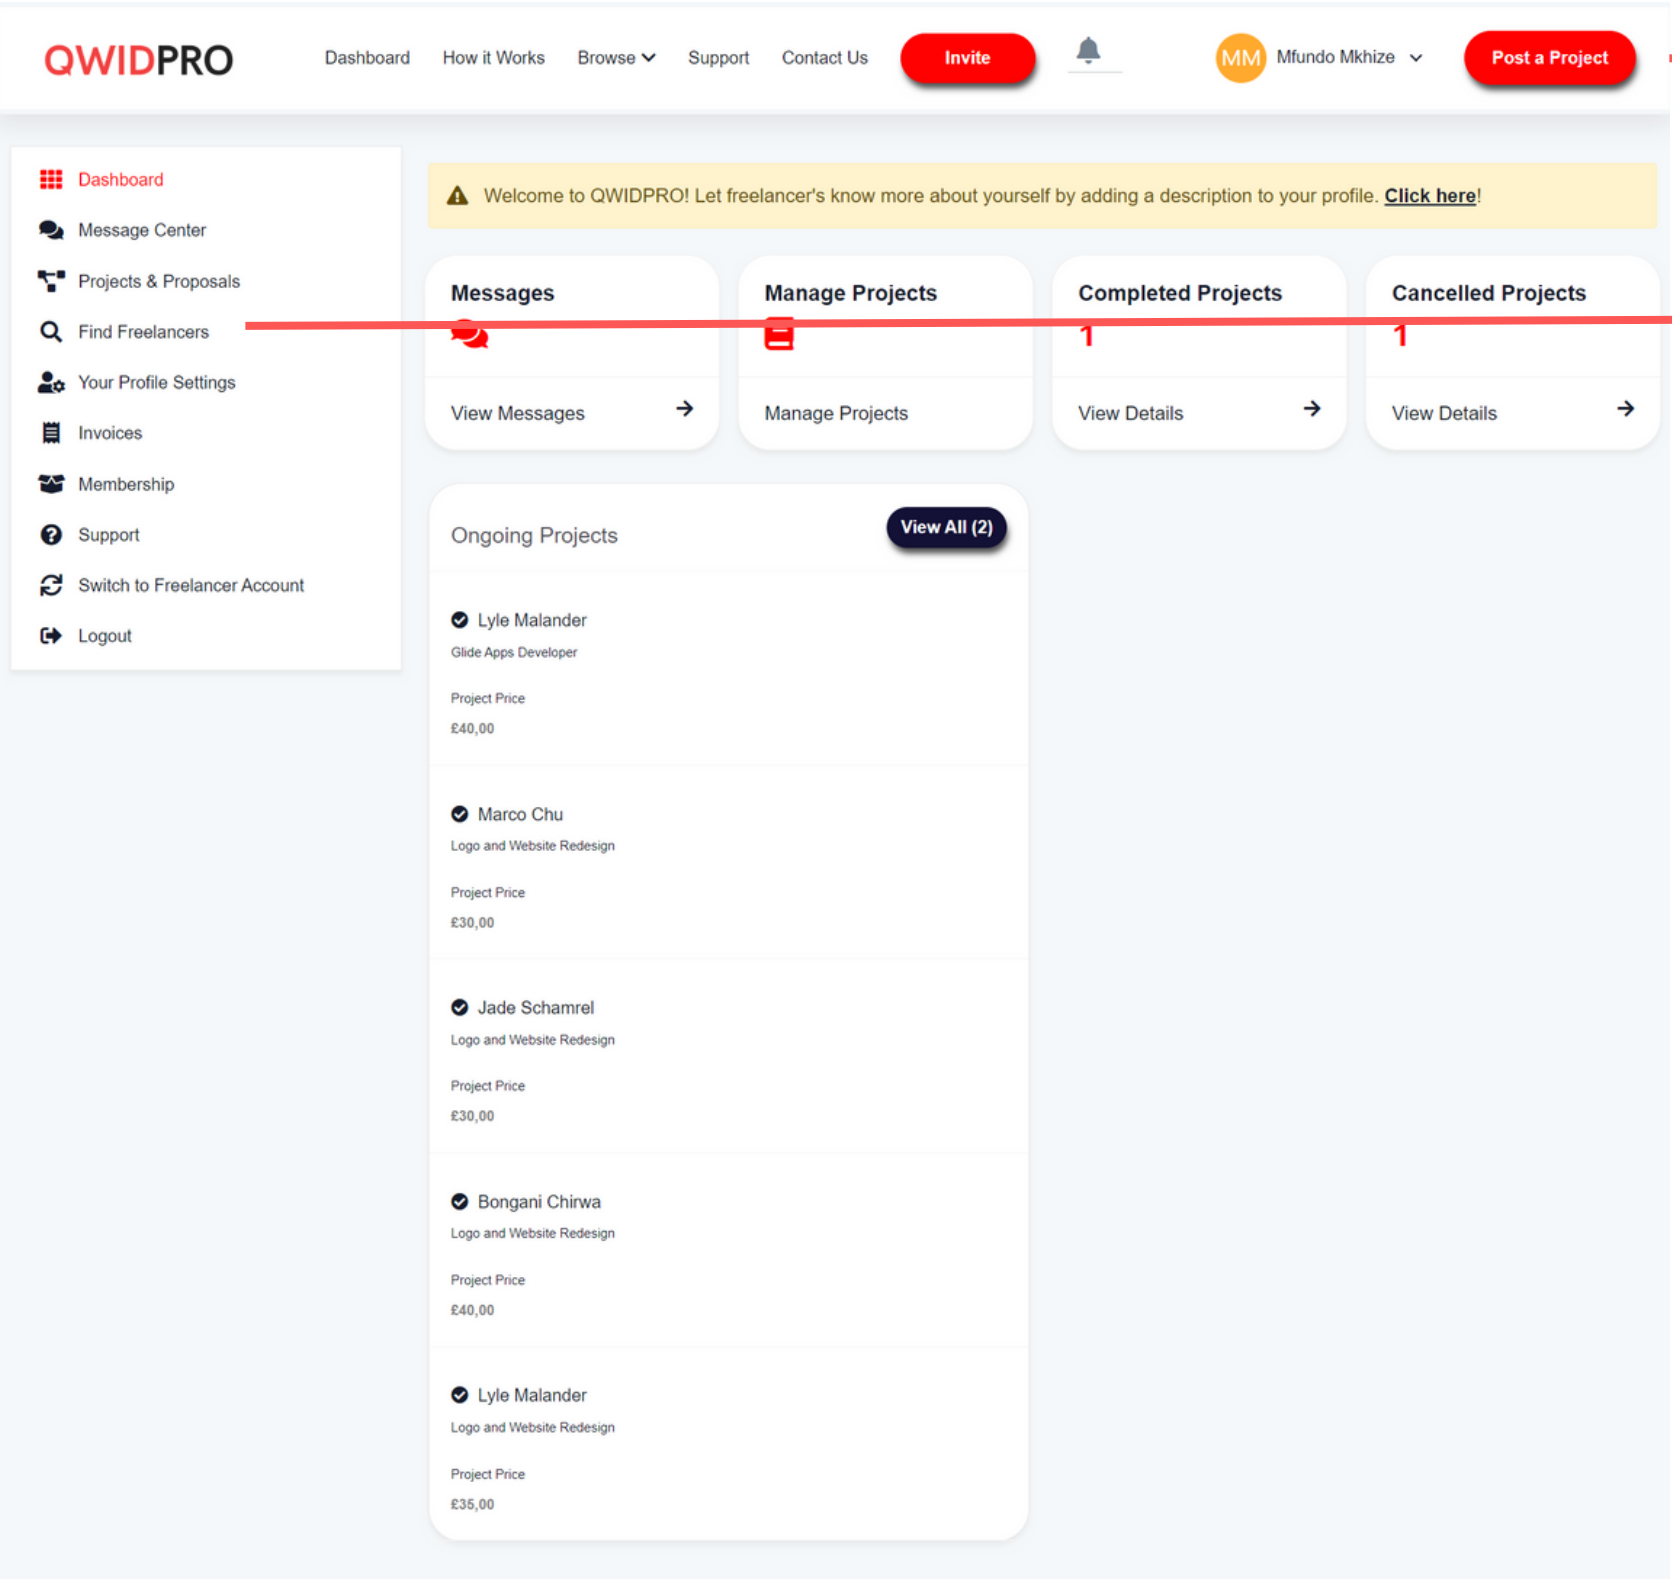 QWIDPRO
Dashboard How it Works Browse Support Contact Us Invite MM Mfundo Mkhize Post a Project
Dashboard
Message Center
Projects & Proposals
Find Freelancers
Your Profile Settings
Invoices
Membership
Support
Switch to Freelancer Account
Logout
Welcome to QWIDPRO! Let freelancer's know more about yourself by adding a description to your profile. Click here!
Messages
View Messages
Manage Projects
Manage Projects
Completed Projects
1
View Details
Cancelled Projects
1
View Details
Ongoing Projects View All (2)
Lyle Malander
Glide Apps Developer
Project Price
£40,00
Marco Chu
Logo and Website Redesign
Project Price
£30,00
Jade Schamrel
Logo and Website Redesign
Project Price
£30,00
Bongani Chirwa
Logo and Website Redesign
Project Price
£40,00
Lyle Malander
Logo and Website Redesign
Project Price
£35,00